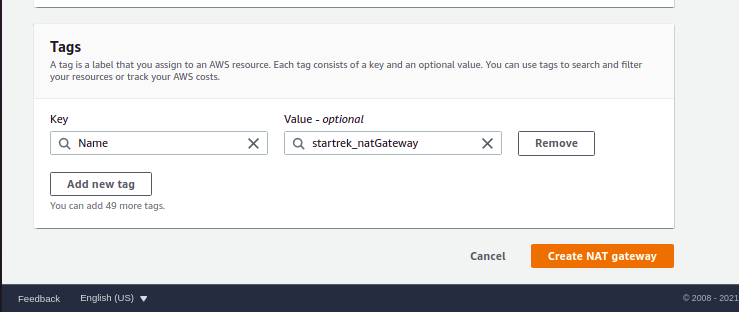 Tags
A tag is a label that you assign to an AWS resource. Each tag consists of a key and an optional value. You can use tags to search and filter
your resources or track your AWS costs.
Key
Value - optional
Name
startrek_natGateway
Remove
Add new tag
You can add 49 more tags.
Cancel
Create NAT gateway
Feedback
English (US)
© 2008 - 2021